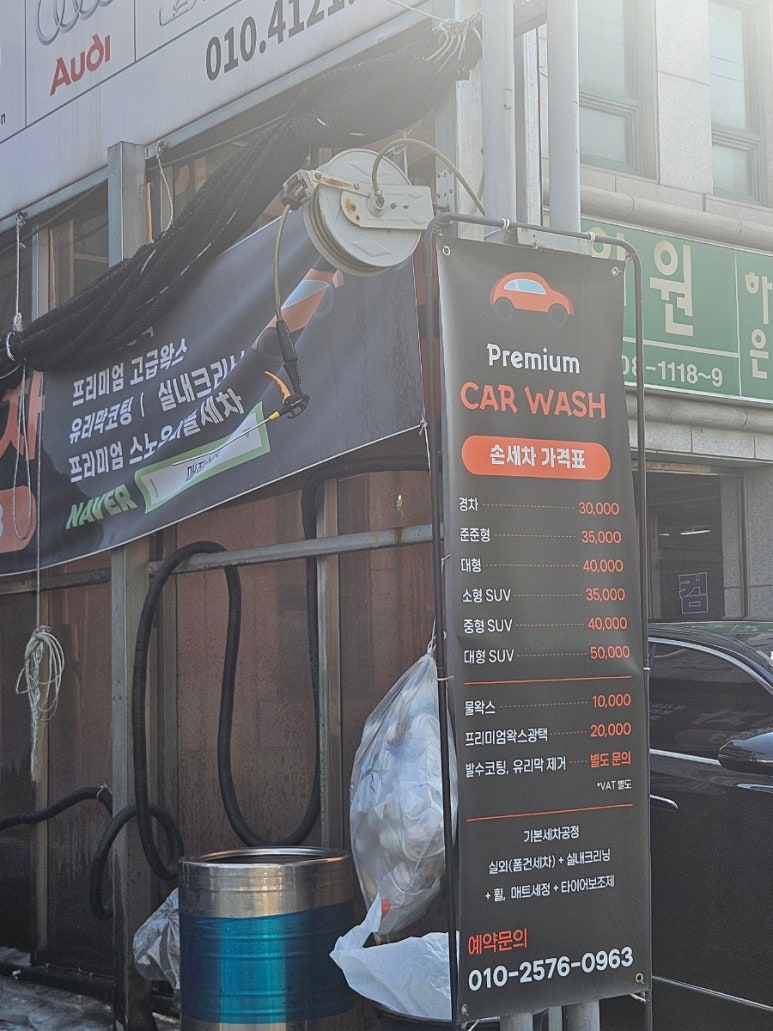 Audi
010.4121.
프리미엄 고급왁스
유리막코팅 | 실내크리닝
프리미엄 스노우폼세차
NAVER
원
하
은
08-1118~9
Premium
CAR WASH
손세차 가격표
경차 30,000
준준형 35,000
대형 40,000
소형 SUV 35,000
중형 SUV 40,000
대형 SUV 50,000
물왁스 10,000
프리미엄왁스광택 20,000
발수코팅, 유리막 제거 별도 문의
*VAT 별도
기본세차공정
실외(폼건세차) + 실내크리닝
+ 휠, 매트세정 + 타이어보조제
예약문의
010-2576-0963
검